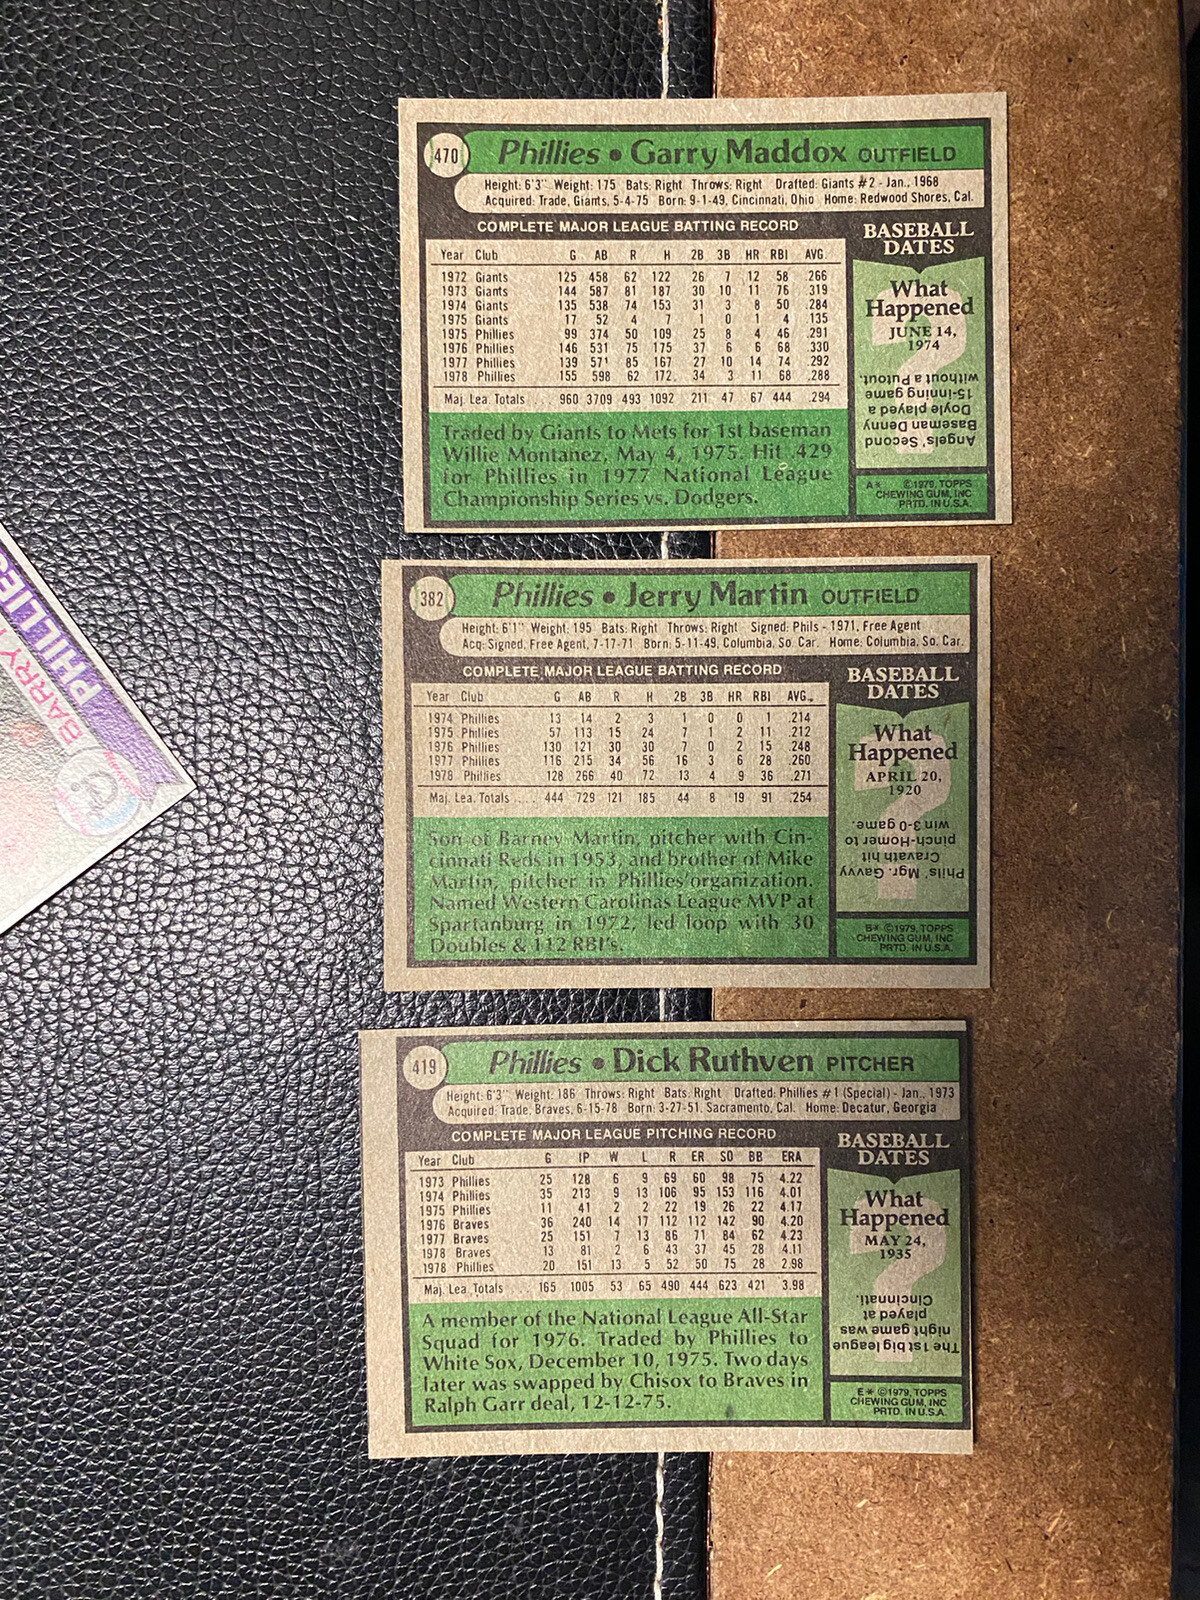 PHILLIES
BARRY
470
Phillies • Garry Maddox OUTFIELD
Height: 6'3" Weight: 175 Bats: Right Throws: Right Drafted: Giants #2 - Jan., 1968
Acquired: Trade, Giants, 5-4-75 Born: 9-1-49, Cincinnati, Ohio Home: Redwood Shores, Cal.
COMPLETE MAJOR LEAGUE BATTING RECORD
Year Club G AB R H 2B 3B HR RBI AVG
1972 Giants 125 458 62 122 26 7 12 58 .266
1973 Giants 144 587 81 187 30 10 11 76 .319
1974 Giants 135 538 74 153 31 3 8 50 .284
1975 Giants 17 52 4 7 1 0 1 4 .135
1975 Phillies 99 374 50 109 25 8 4 46 .291
1976 Phillies 146 531 75 175 37 6 6 68 .330
1977 Phillies 139 571 85 167 27 10 14 74 .292
1978 Phillies 155 598 62 172 34 3 11 68 .288
Maj. Lea. Totals . . . 960 3709 493 1092 211 47 67 444 .294
Traded by Giants to Mets for 1st baseman
Willie Montanez, May 4, 1975. Hit .429
for Phillies in 1977 National League
Championship Series vs. Dodgers.
BASEBALL
DATES
What
Happened
JUNE 14,
1974
?
Angels' Second
Baseman Denny
Doyle played a
15-inning game
without a Putout.
A* ©1979, TOPPS
CHEWING GUM, INC
PRTD. IN U.S.A.
382
Phillies • Jerry Martin OUTFIELD
Height: 6'1" Weight: 195 Bats: Right Throws: Right Signed: Phils - 1971, Free Agent
Acq: Signed, Free Agent, 7-17-71 Born: 5-11-49, Columbia, So. Car. Home: Columbia, So. Car.
COMPLETE MAJOR LEAGUE BATTING RECORD
Year Club G AB R H 2B 3B HR RBI AVG.
1974 Phillies 13 14 2 3 1 0 0 1 .214
1975 Phillies 57 113 15 24 7 1 2 11 .212
1976 Phillies 130 121 30 30 7 0 2 15 .248
1977 Phillies 116 215 34 56 16 3 6 28 .260
1978 Phillies 128 266 40 72 13 4 9 36 .271
Maj. Lea. Totals . . . . 444 729 121 185 44 8 19 91 .254
Son of Barney Martin, pitcher with Cin-
cinnati Reds in 1953, and brother of Mike
Martin, pitcher in Phillies' organization.
Named Western Carolinas League MVP at
Spartanburg in 1972, led loop with 30
Doubles & 112 RBI's.
BASEBALL
DATES
What
Happened
APRIL 20,
1920
?
Phils' Mgr. Gavvy
Cravath hit
pinch-Homer to
win 3-0 game.
B* ©1979, TOPPS
CHEWING GUM, INC
PRTD. IN U.S.A.
419
Phillies • Dick Ruthven PITCHER
Height: 6'3" Weight: 186 Throws: Right Bats: Right Drafted: Phillies #1 (Special) - Jan., 1973
Acquired: Trade, Braves, 6-15-78 Born: 3-27-51, Sacramento, Cal. Home: Decatur, Georgia
COMPLETE MAJOR LEAGUE PITCHING RECORD
Year Club G IP W L R ER SO BB ERA
1973 Phillies 25 128 6 9 69 60 98 75 4.22
1974 Phillies 35 213 9 13 106 95 153 116 4.01
1975 Phillies 11 41 2 2 22 19 26 22 4.17
1976 Braves 36 240 14 17 112 112 142 90 4.20
1977 Braves 25 151 7 13 86 71 84 62 4.23
1978 Braves 13 81 2 6 43 37 45 28 4.11
1978 Phillies 20 151 13 5 52 50 75 28 2.98
Maj. Lea. Totals . . . . 165 1005 53 65 490 444 623 421 3.98
A member of the National League All-Star
Squad for 1976. Traded by Phillies to
White Sox, December 10, 1975. Two days
later was swapped by Chisox to Braves in
Ralph Garr deal, 12-12-75.
BASEBALL
DATES
What
Happened
MAY 24,
1935
?
The 1st big league
night game was
played at
Cincinnati.
E* ©1979, TOPPS
CHEWING GUM, INC
PRTD. IN U.S.A.